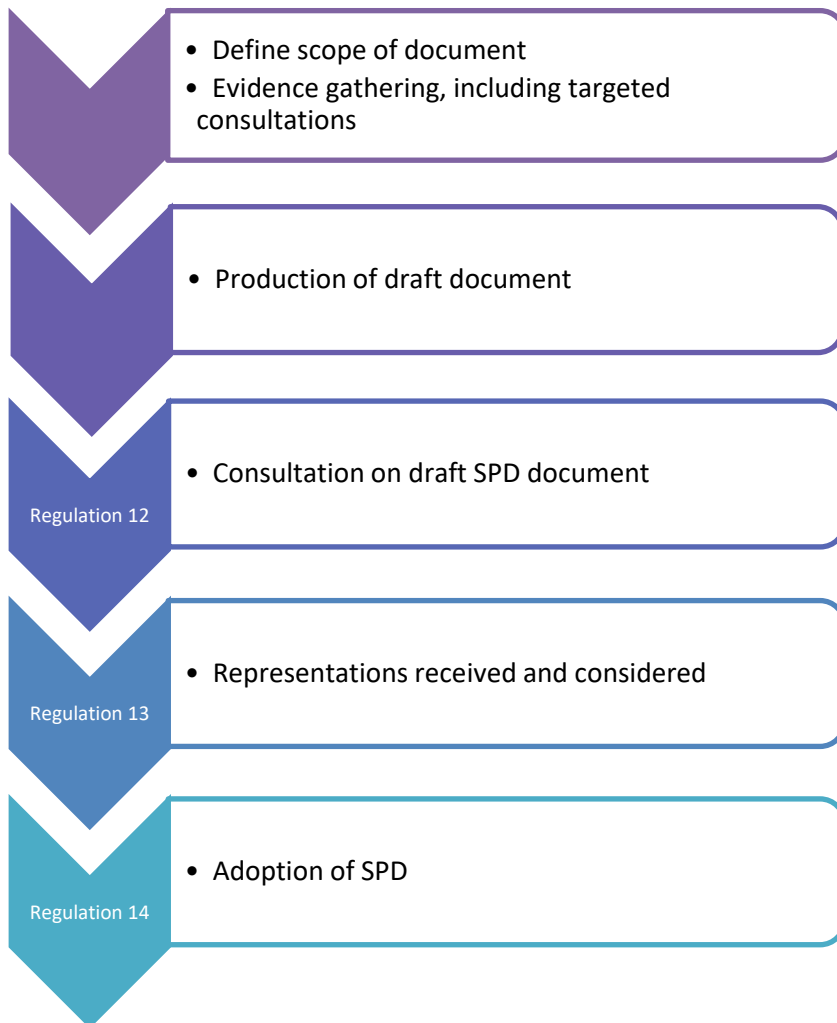 • Define scope of document
• Evidence gathering, including targeted
consultations
• Production of draft document
Regulation 12
• Consultation on draft SPD document
Regulation 13
• Representations received and considered
Regulation 14
• Adoption of SPD